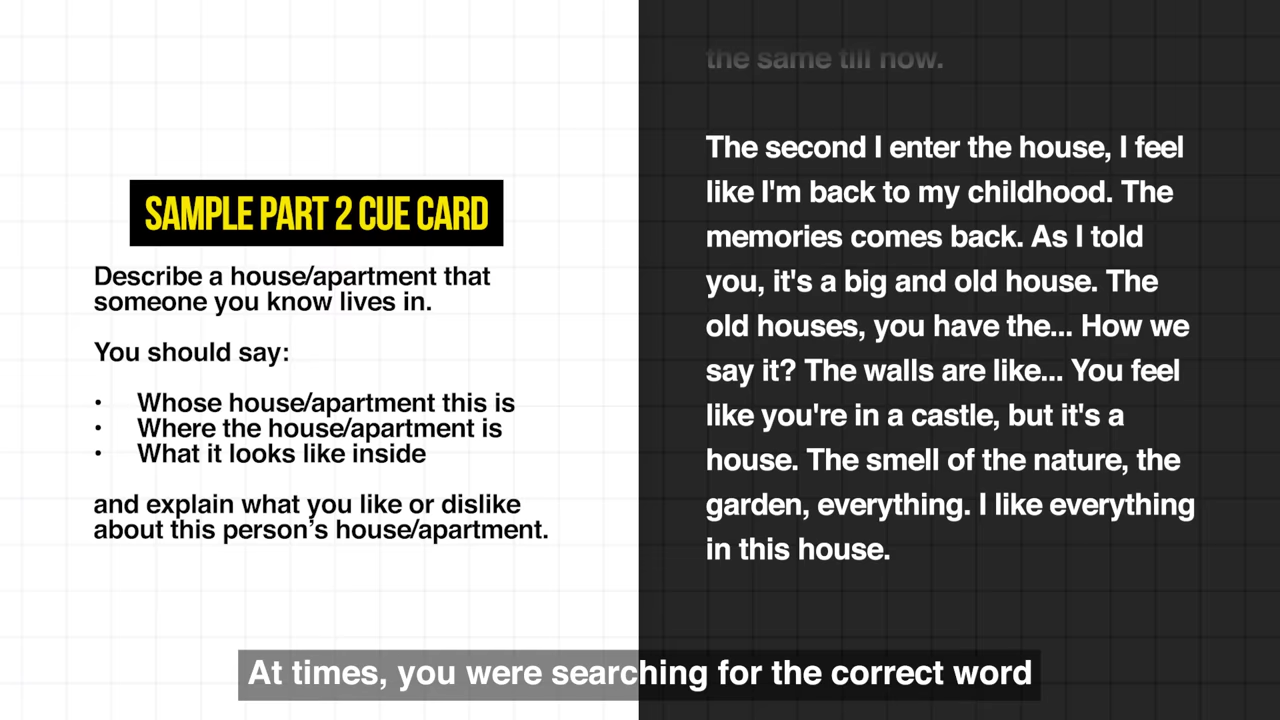 SAMPLE PART 2 CUE CARD
Describe a house/apartment that
someone you know lives in.
You should say:
• Whose house/apartment this is
• Where the house/apartment is
• What it looks like inside
and explain what you like or dislike
about this person's house/apartment.
the same till now.
The second I enter the house, I feel
like I'm back to my childhood. The
memories comes back. As I told
you, it's a big and old house. The
old houses, you have the... How we
say it? The walls are like... You feel
like you're in a castle, but it's a
house. The smell of the nature, the
garden, everything. I like everything
in this house.
At times, you were searching for the correct word